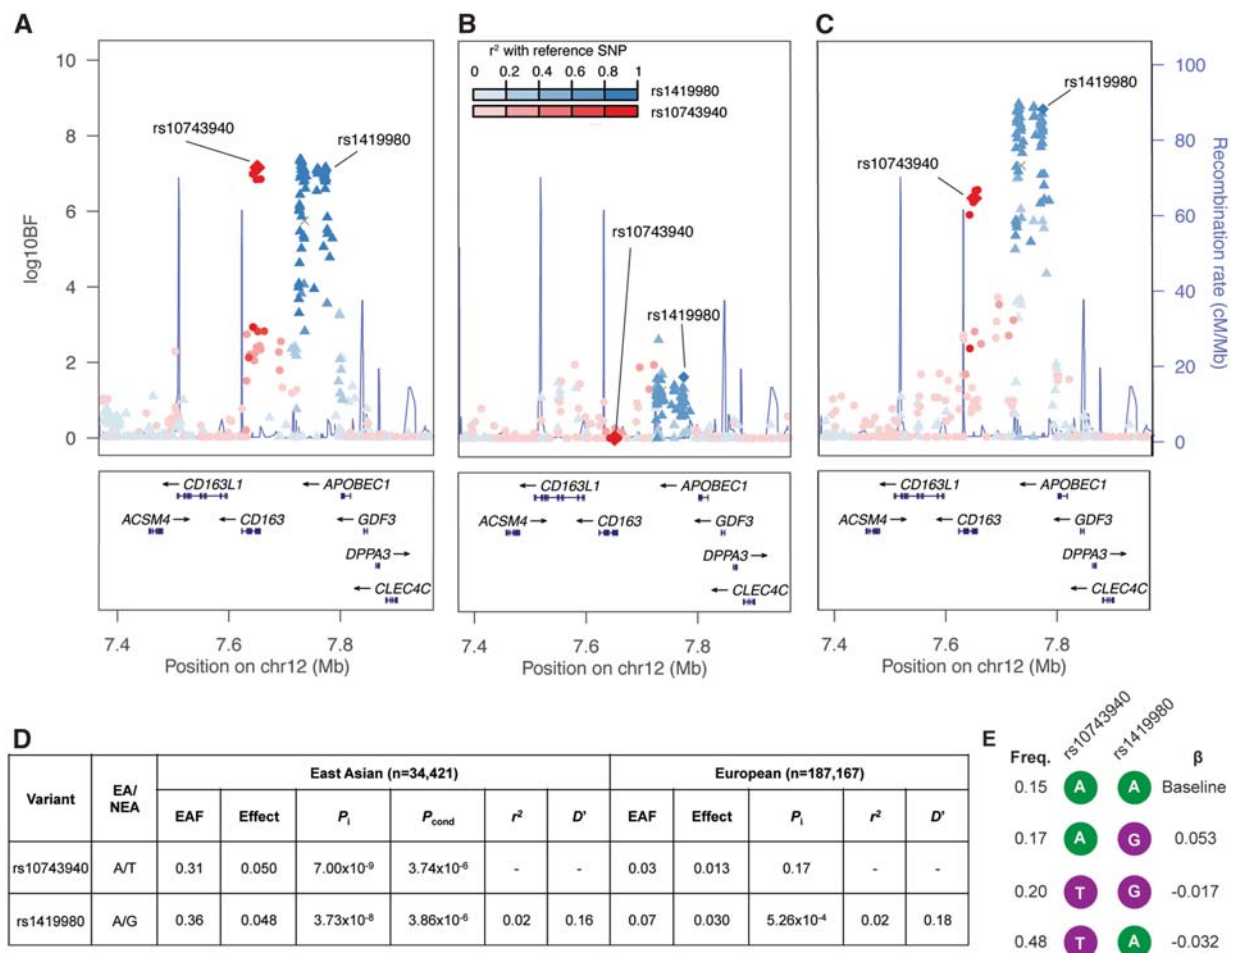 A B C
r² with reference SNP
0 0.2 0.4 0.6 0.8 1
rs1419980
rs10743940
10
8
6
4
2
0
log10BF
rs10743940
rs1419980
rs10743940
rs1419980
rs10743940
rs1419980
100
80
60
40
20
0
Recombination rate (cM/Mb)
CD163L1 APOBEC1 CD163L1 APOBEC1 CD163L1 APOBEC1
ACSM4 CD163 GDF3 ACSM4 CD163 GDF3 ACSM4 CD163 GDF3
DPPA3 DPPA3 DPPA3
CLEC4C CLEC4C CLEC4C
7.4 7.6 7.8 7.4 7.6 7.8 7.4 7.6 7.8
Position on chr12 (Mb) Position on chr12 (Mb) Position on chr12 (Mb)
D
Variant EA/NEA East Asian (n=34,421) European (n=187,167)
EAF Effect Pi Pcond r² D' EAF Effect Pi r² D'
rs10743940 A/T 0.31 0.050 7.00x10⁻⁹ 3.74x10⁻⁶ - - 0.03 0.013 0.17 - -
rs1419980 A/G 0.36 0.048 3.73x10⁻⁸ 3.86x10⁻⁶ 0.02 0.16 0.07 0.030 5.26x10⁻⁴ 0.02 0.18
E
Freq. rs10743940 rs1419980 β
0.15 A A Baseline
0.17 A G 0.053
0.20 T G -0.017
0.48 T A -0.032